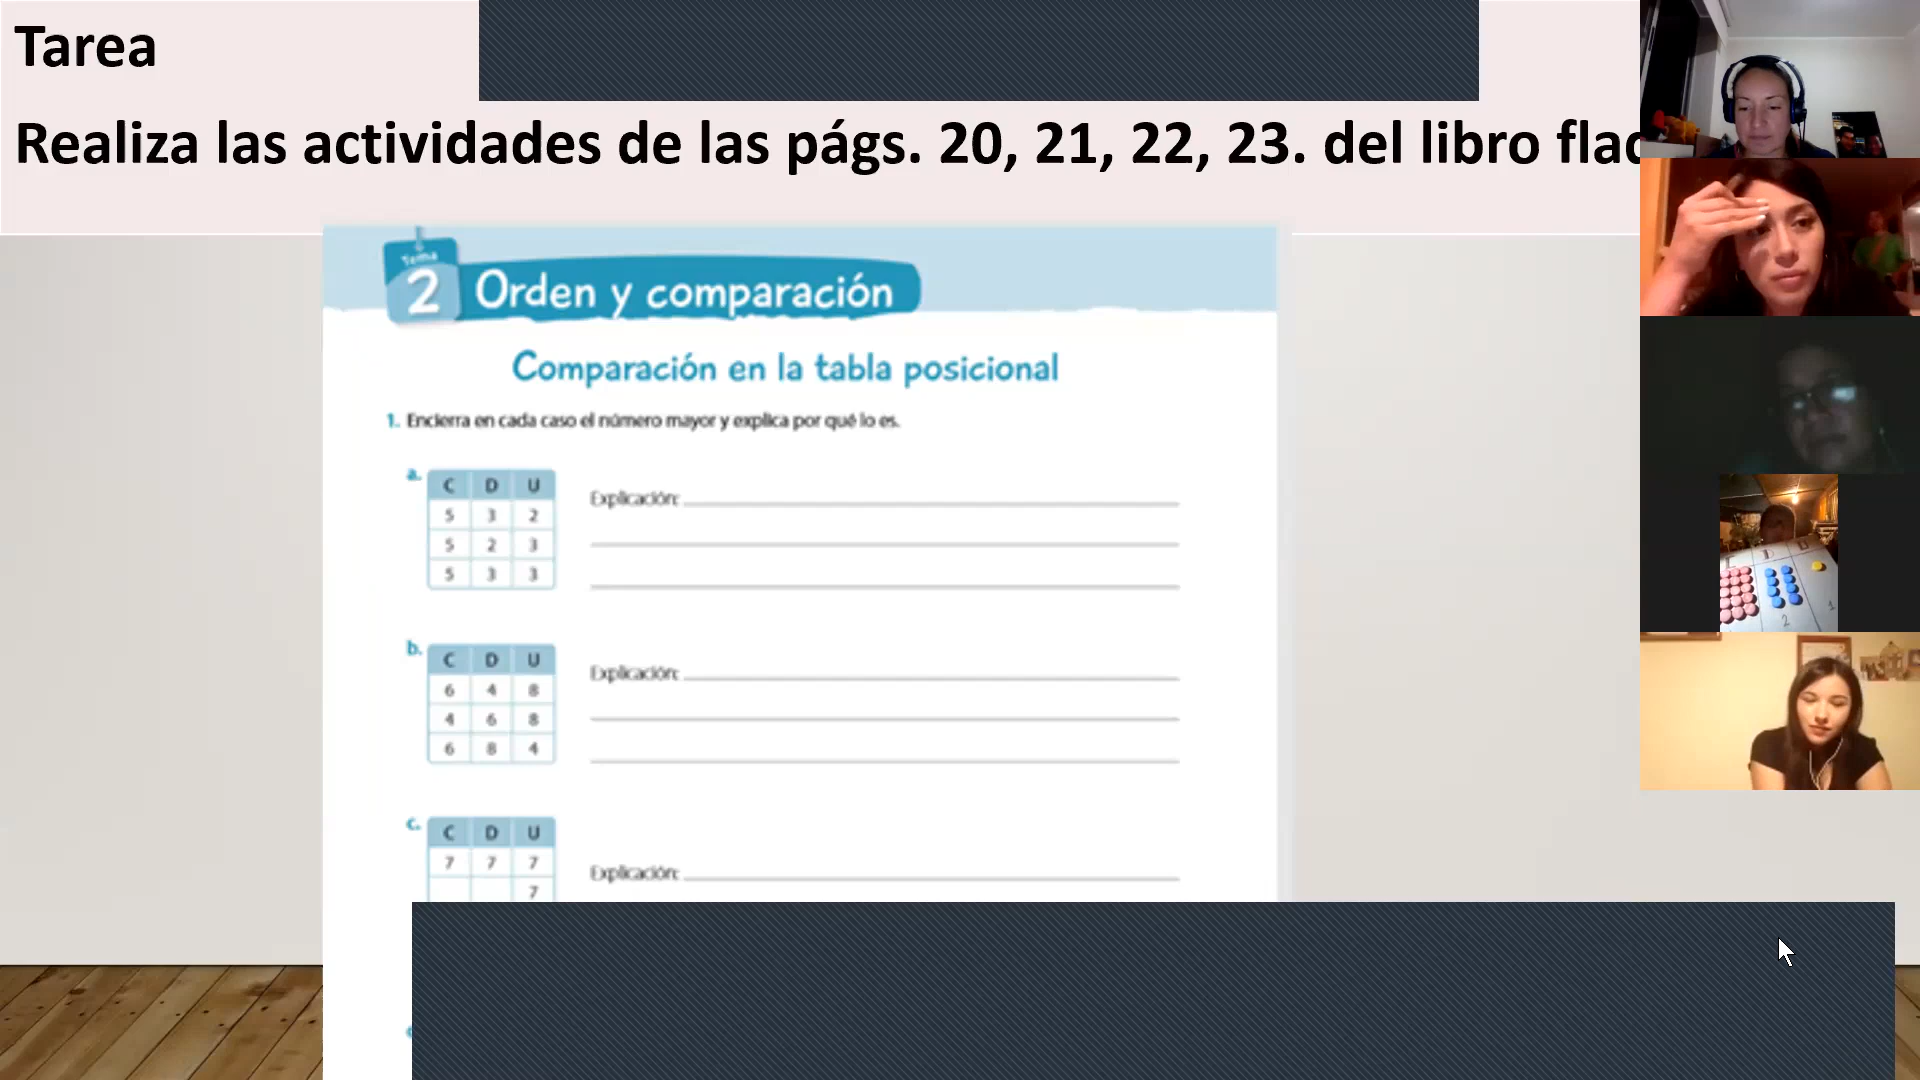 Tarea
Realiza las actividades de las págs. 20, 21, 22, 23. del libro flac
Tema
2 Orden y comparación
Comparación en la tabla posicional
1. Encierra en cada caso el número mayor y explica por qué lo es.
a.
C D U
5 3 2
5 2 3
5 3 3
Explicación:
b.
C D U
6 4 8
4 6 8
6 8 4
Explicación:
c.
C D U
7 7 7
7
Explicación:
D
2 1